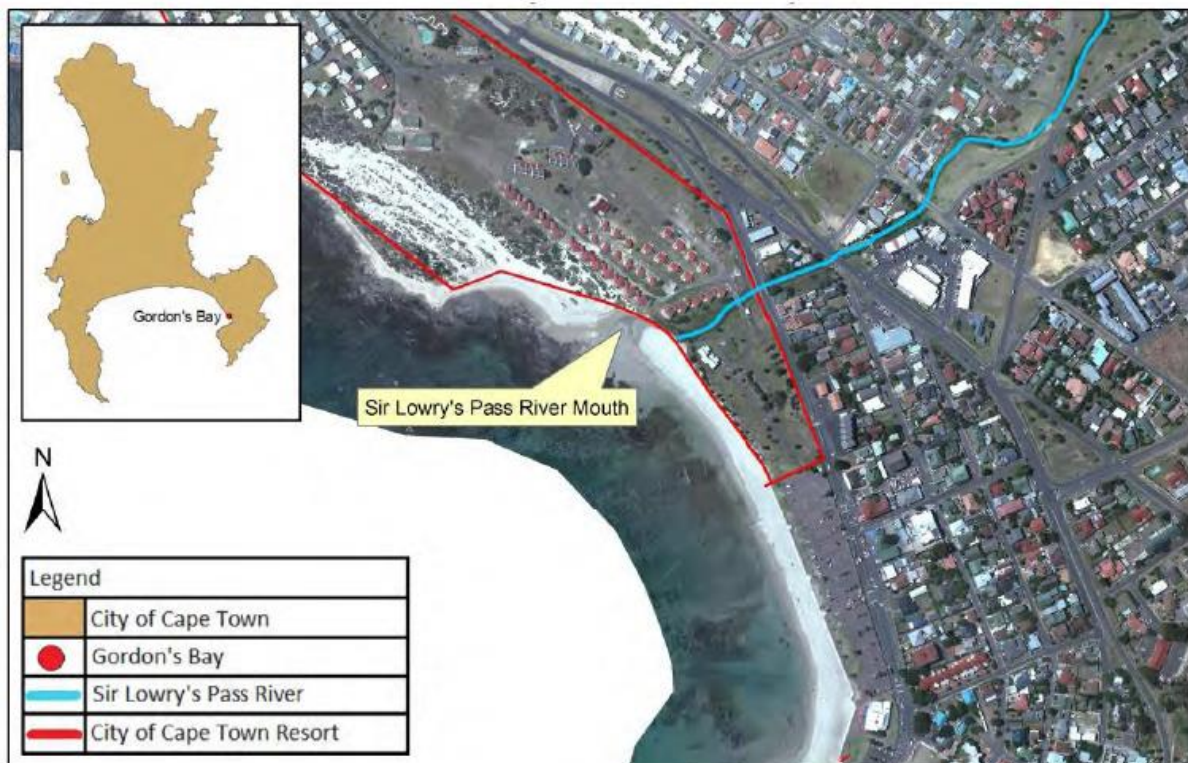 Gordon's Bay
Sir Lowry's Pass River Mouth
N
Legend
City of Cape Town
Gordon's Bay
Sir Lowry's Pass River
City of Cape Town Resort